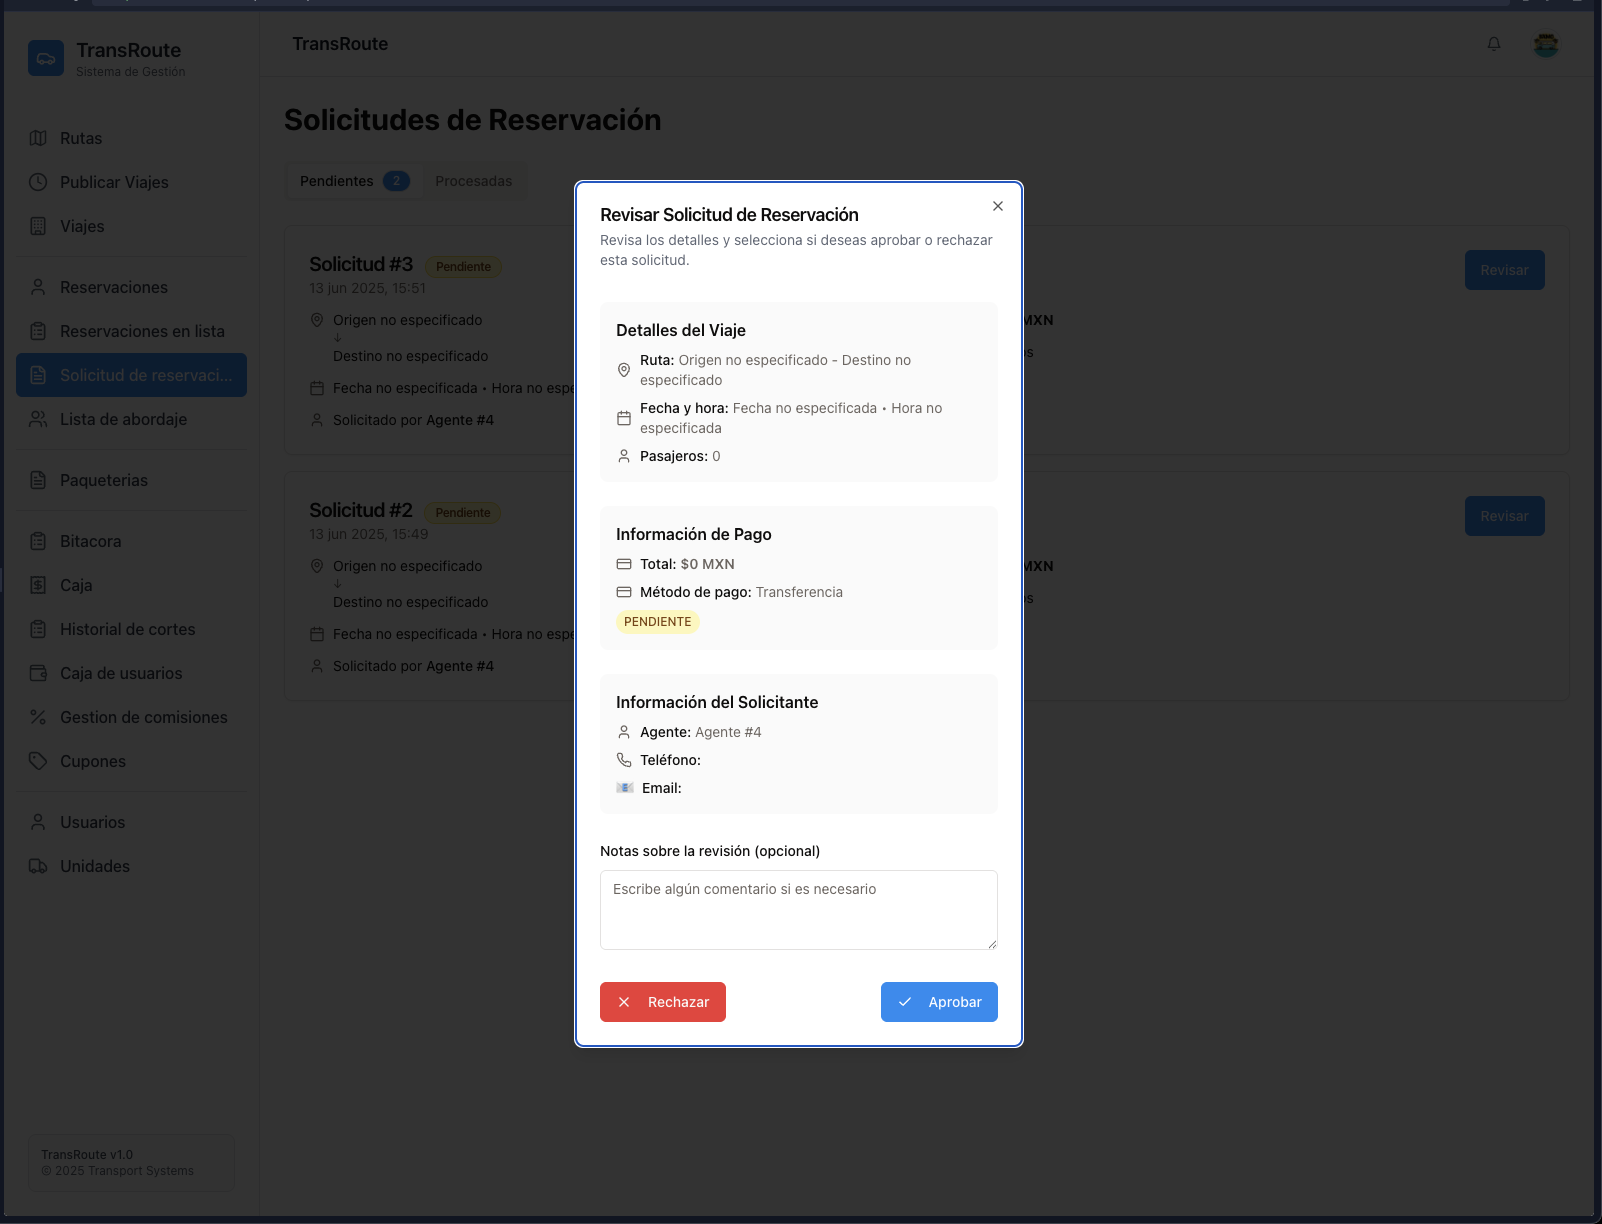 TransRoute
Sistema de Gestión
Rutas
Publicar Viajes
Viajes
Reservaciones
Reservaciones en lista
Solicitud de reservaci...
Lista de abordaje
Paqueterias
Bitacora
Caja
Historial de cortes
Caja de usuarios
Gestion de comisiones
Cupones
Usuarios
Unidades
TransRoute v1.0
© 2025 Transport Systems
TransRoute
Solicitudes de Reservación
Pendientes 2 Procesadas
Solicitud #3 Pendiente
13 jun 2025, 15:51
Origen no especificado
↓
Destino no especificado
Fecha no especificada • Hora no espe
Solicitado por Agente #4
MXN
Revisar
Solicitud #2 Pendiente
13 jun 2025, 15:49
Origen no especificado
↓
Destino no especificado
Fecha no especificada • Hora no espe
Solicitado por Agente #4
MXN
Revisar
Revisar Solicitud de Reservación
Revisa los detalles y selecciona si deseas aprobar o rechazar
esta solicitud.
Detalles del Viaje
Ruta: Origen no especificado - Destino no
especificado
Fecha y hora: Fecha no especificada • Hora no
especificada
Pasajeros: 0
Información de Pago
Total: $0 MXN
Método de pago: Transferencia
PENDIENTE
Información del Solicitante
Agente: Agente #4
Teléfono:
Email:
Notas sobre la revisión (opcional)
Escribe algún comentario si es necesario
Rechazar
Aprobar